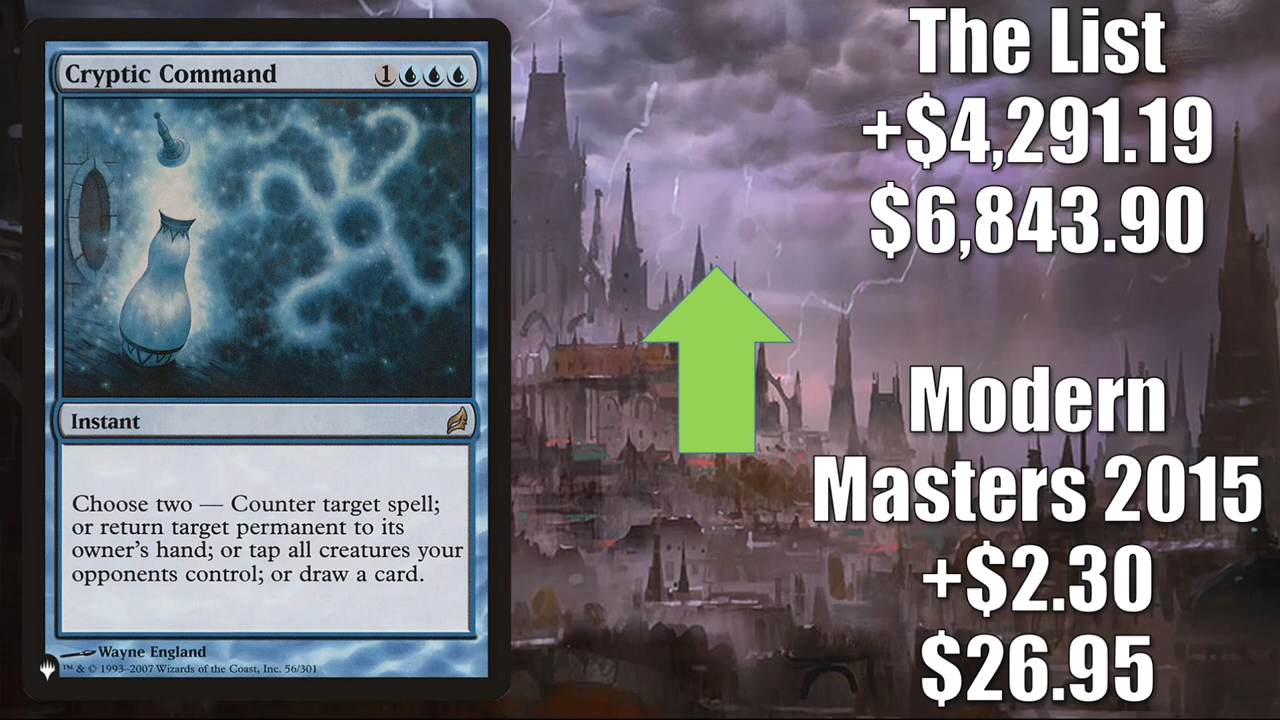 Cryptic Command 1
Instant
Choose two — Counter target spell;
or return target permanent to its
owner's hand; or tap all creatures your
opponents control; or draw a card.
Wayne England
™ & © 1993–2007 Wizards of the Coast, Inc. 56/301
The List
+$4,291.19
$6,843.90
Modern
Masters 2015
+$2.30
$26.95